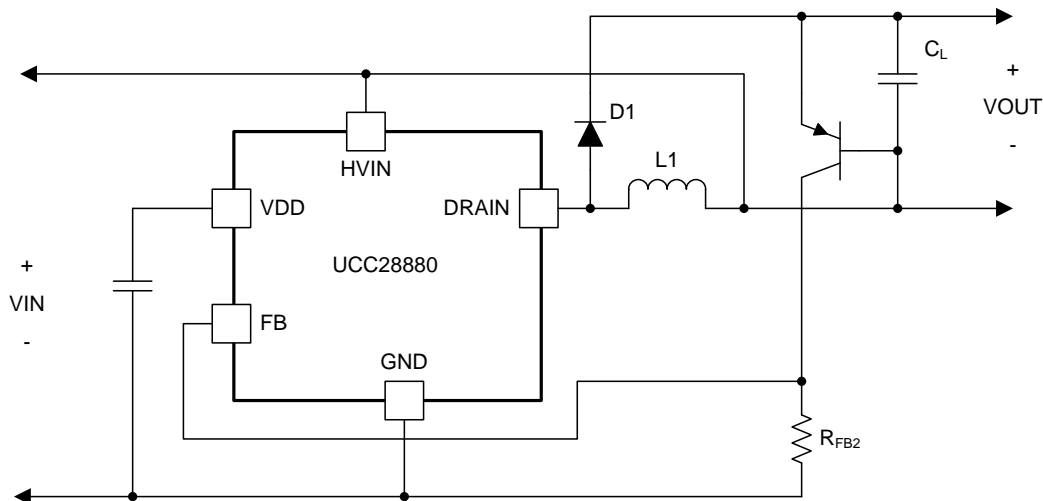 C_L
+
VOUT
-
D1
HVIN
L1
VDD
DRAIN
UCC28880
+
VIN
-
FB
GND
R_FB2